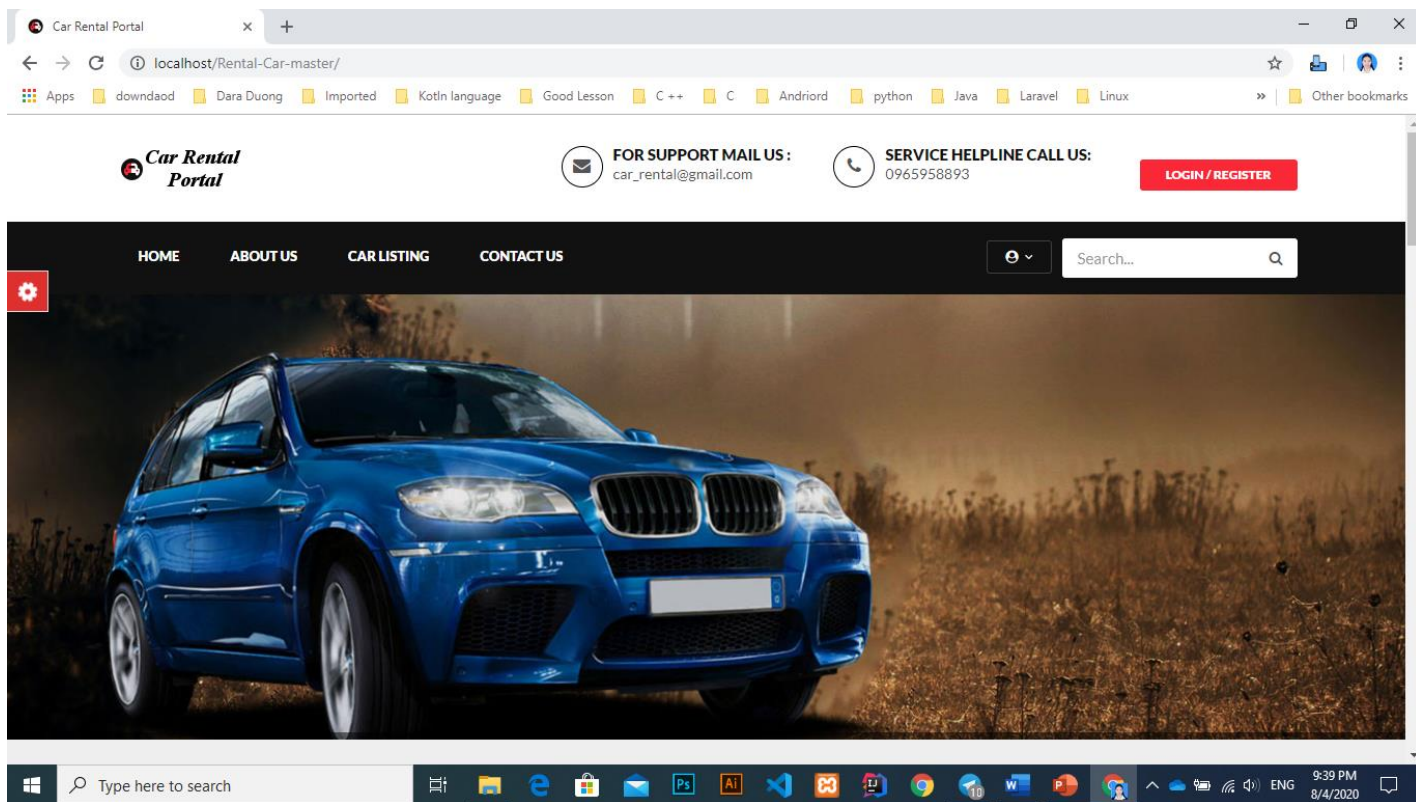 Car Rental Portal
localhost/Rental-Car-master/
Apps downdaod Dara Duong Imported Kotln language Good Lesson C ++ C Andriord python Java Laravel Linux » Other bookmarks
Car Rental
Portal
FOR SUPPORT MAIL US :
car_rental@gmail.com
SERVICE HELPLINE CALL US:
0965958893
LOGIN / REGISTER
HOME ABOUT US CAR LISTING CONTACT US
Search...
Type here to search
Ps
Ai
10
ENG
9:39 PM
8/4/2020